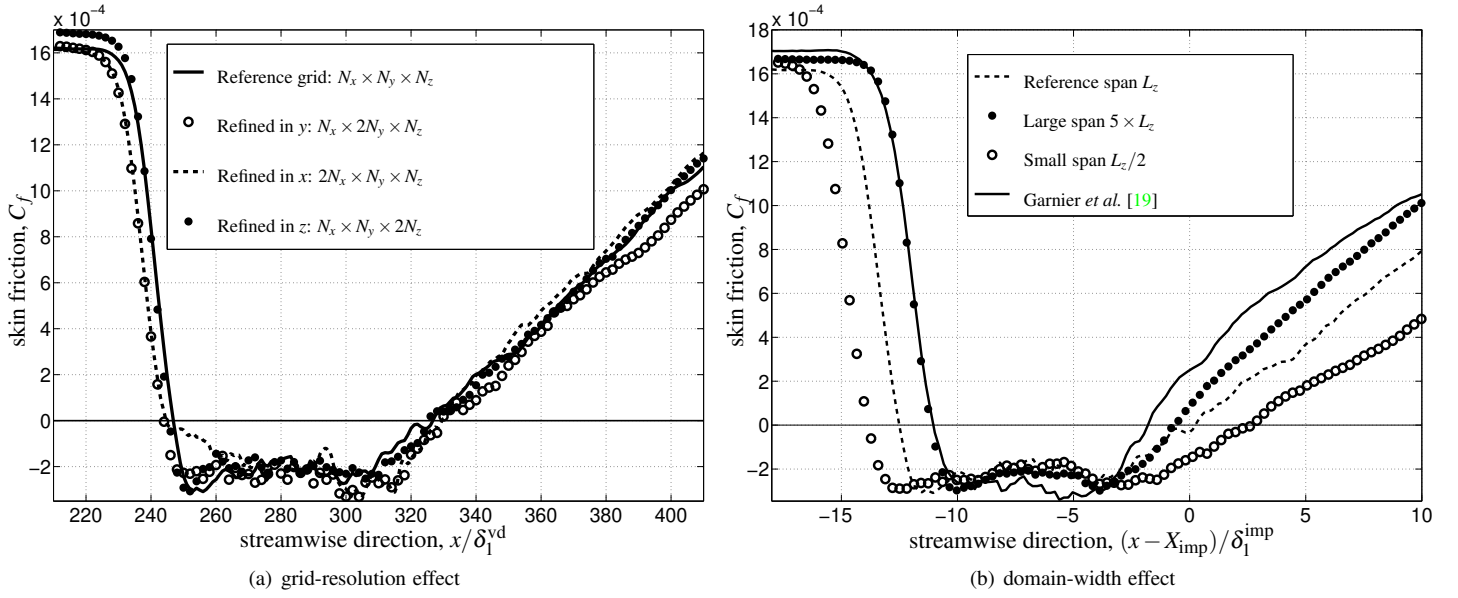 x 10⁻⁴
16
14
12
10
8
6
4
2
0
−2
skin friction, C_f
Reference grid: N_x × N_y × N_z
Refined in y: N_x × 2N_y × N_z
Refined in x: 2N_x × N_y × N_z
Refined in z: N_x × N_y × 2N_z
220 240 260 280 300 320 340 360 380 400
streamwise direction, x/δ₁^vd
(a) grid-resolution effect
x 10⁻⁴
18
16
14
12
10
8
6
4
2
0
−2
skin friction, C_f
Reference span L_z
Large span 5 × L_z
Small span L_z/2
Garnier et al. [19]
−15 −10 −5 0 5 10
streamwise direction, (x − X_imp)/δ₁^imp
(b) domain-width effect